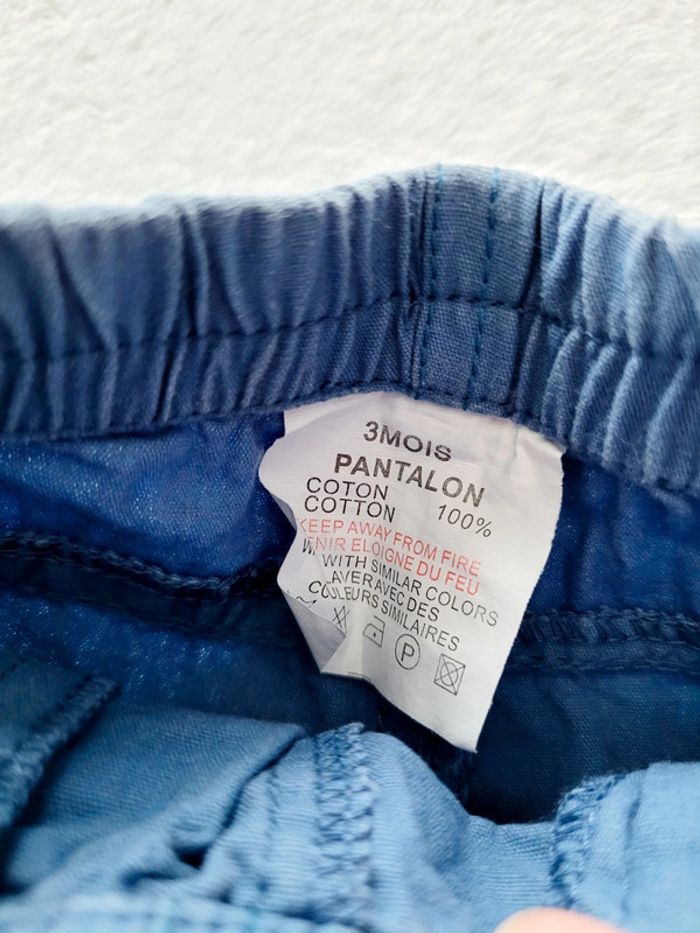 3MOIS
PANTALON
COTON
COTTON 100%
KEEP AWAY FROM FIRE
ENIR ELOIGNE DU FEU
WITH SIMILAR COLORS
LAVER AVEC DES
COULEURS SIMILAIRES
P